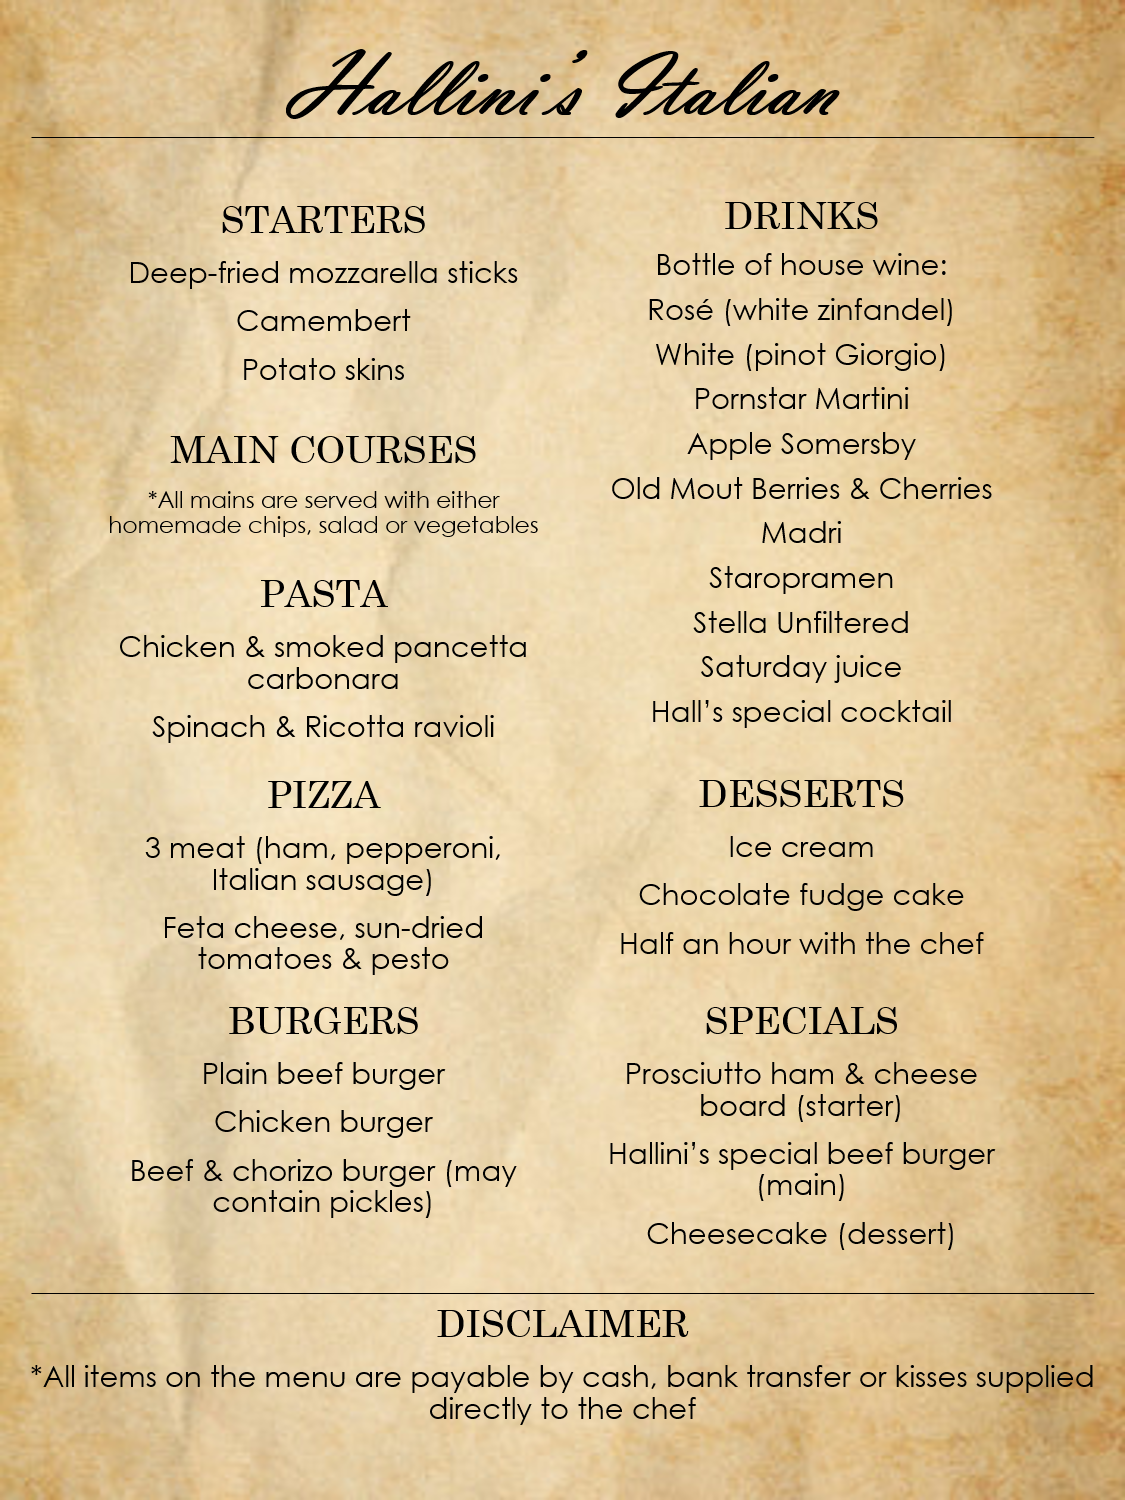 Hallini's Italian
STARTERS
Deep-fried mozzarella sticks
Camembert
Potato skins
MAIN COURSES
*All mains are served with either
homemade chips, salad or vegetables
PASTA
Chicken & smoked pancetta
carbonara
Spinach & Ricotta ravioli
PIZZA
3 meat (ham, pepperoni,
Italian sausage)
Feta cheese, sun-dried
tomatoes & pesto
BURGERS
Plain beef burger
Chicken burger
Beef & chorizo burger (may
contain pickles)
DRINKS
Bottle of house wine:
Rosé (white zinfandel)
White (pinot Giorgio)
Pornstar Martini
Apple Somersby
Old Mout Berries & Cherries
Madri
Staropramen
Stella Unfiltered
Saturday juice
Hall’s special cocktail
DESSERTS
Ice cream
Chocolate fudge cake
Half an hour with the chef
SPECIALS
Prosciutto ham & cheese
board (starter)
Hallini’s special beef burger
(main)
Cheesecake (dessert)
DISCLAIMER
*All items on the menu are payable by cash, bank transfer or kisses supplied
directly to the chef